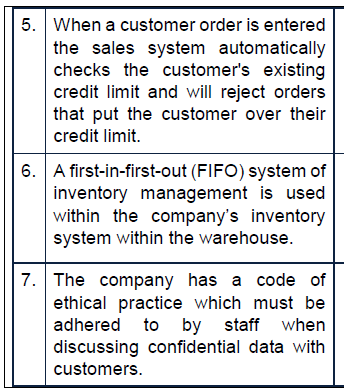 5. When a customer order is entered
the sales system automatically
checks the customer's existing
credit limit and will reject orders
that put the customer over their
credit limit.
6. A first-in-first-out (FIFO) system of
inventory management is used
within the company's inventory
system within the warehouse.
7. The company has a code of
ethical practice which must be
adhered to by staff when
discussing confidential data with
customers.